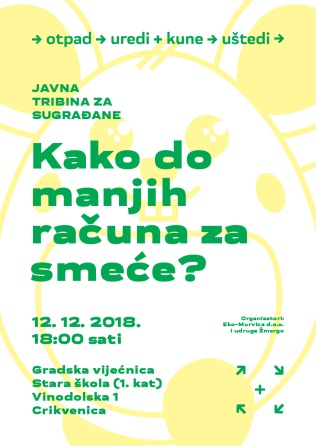 → otpad → uredi + kune → uštedi →
JAVNA
TRIBINA ZA
SUGRAĐANE
Kako do
manjih
računa za
smeće?
12. 12. 2018.
18:00 sati
Organizatori:
Eko-Murvica d.o.o.
i udruga Žmergo
Gradska vijećnica
Stara škola (1. kat)
Vinodolska 1
Crikvenica